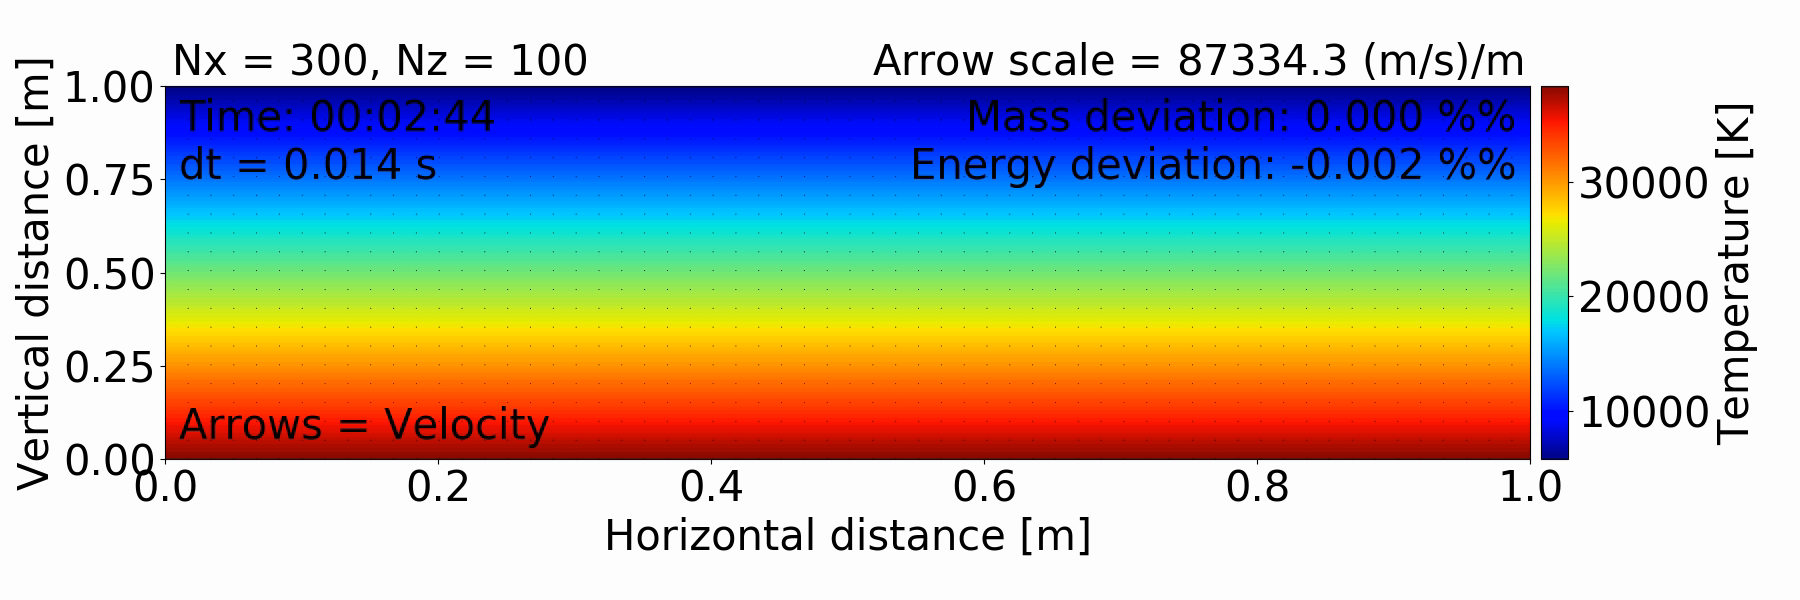 Nx = 300, Nz = 100
Arrow scale = 87334.3 (m/s)/m
Vertical distance [m]
1.00
0.75
0.50
0.25
0.00
Time: 00:02:44
dt = 0.014 s
Mass deviation: 0.000 %%
Energy deviation: -0.002 %%
Arrows = Velocity
0.0
0.2
0.4
0.6
0.8
1.0
Horizontal distance [m]
30000
20000
10000
Temperature [K]